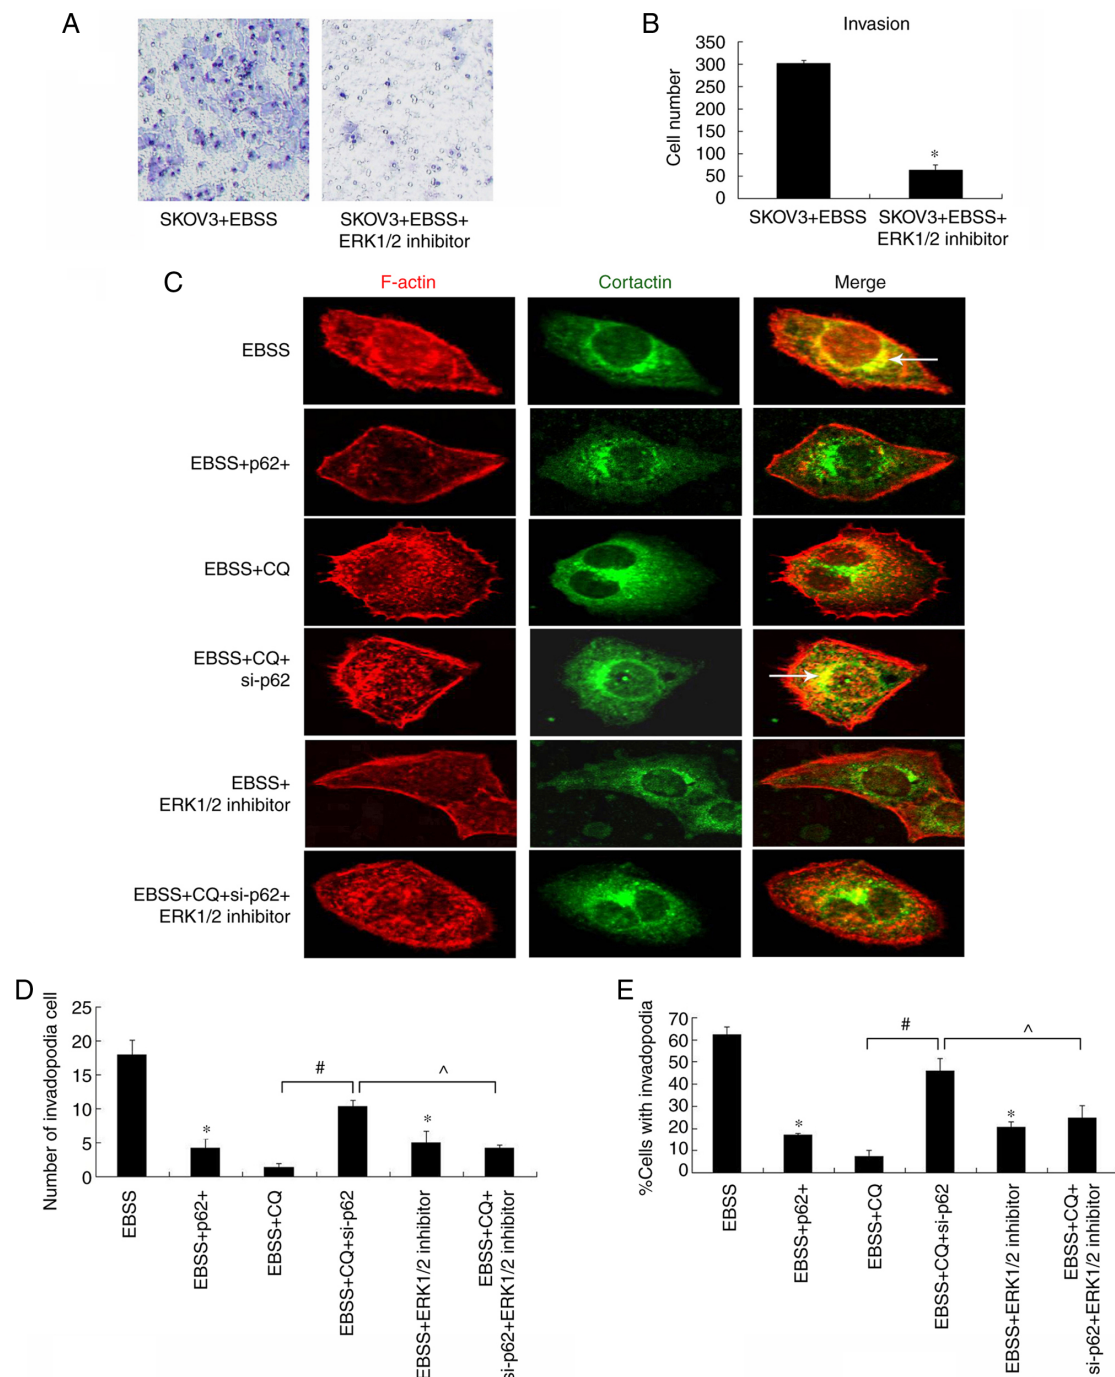 A
SKOV3+EBSS
SKOV3+EBSS+
ERK1/2 inhibitor
B
Invasion
Cell number
350
300
250
200
150
100
50
0
*
SKOV3+EBSS
SKOV3+EBSS+
ERK1/2 inhibitor
C
F-actin
Cortactin
Merge
EBSS
EBSS+p62+
EBSS+CQ
EBSS+CQ+
si-p62
EBSS+
ERK1/2 inhibitor
EBSS+CQ+si-p62+
ERK1/2 inhibitor
D
Number of invadopodia cell
25
20
15
10
5
0
*
#
^
*
EBSS
EBSS+p62+
EBSS+CQ
EBSS+CQ+si-p62
EBSS+ERK1/2 inhibitor
EBSS+CQ+
si-p62+ERK1/2 inhibitor
E
%Cells with invadopodia
70
60
50
40
30
20
10
0
*
#
^
*
EBSS
EBSS+p62+
EBSS+CQ
EBSS+CQ+si-p62
EBSS+ERK1/2 inhibitor
EBSS+CQ+
si-p62+ERK1/2 inhibitor